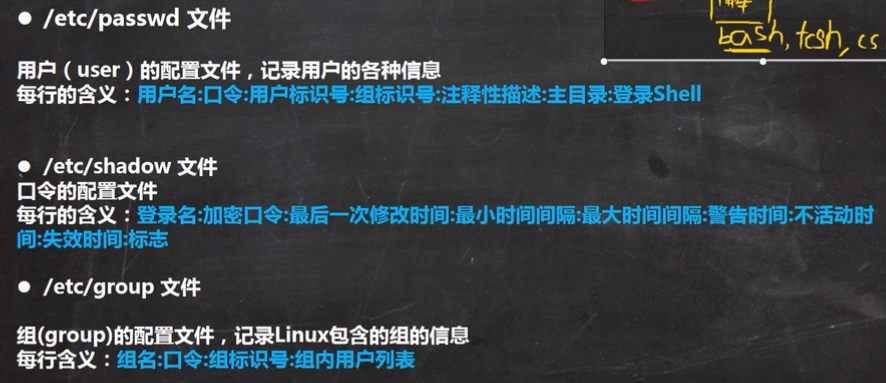 ● /etc/passwd 文件
bash, tcsh, cs
用户（user）的配置文件，记录用户的各种信息
每行的含义：用户名:口令:用户标识号:组标识号:注释性描述:主目录:登录Shell
● /etc/shadow 文件
口令的配置文件
每行的含义：登录名:加密口令:最后一次修改时间:最小时间间隔:最大时间间隔:警告时间:不活动时
间:失效时间:标志
● /etc/group 文件
组(group)的配置文件，记录Linux包含的组的信息
每行含义：组名:口令:组标识号:组内用户列表